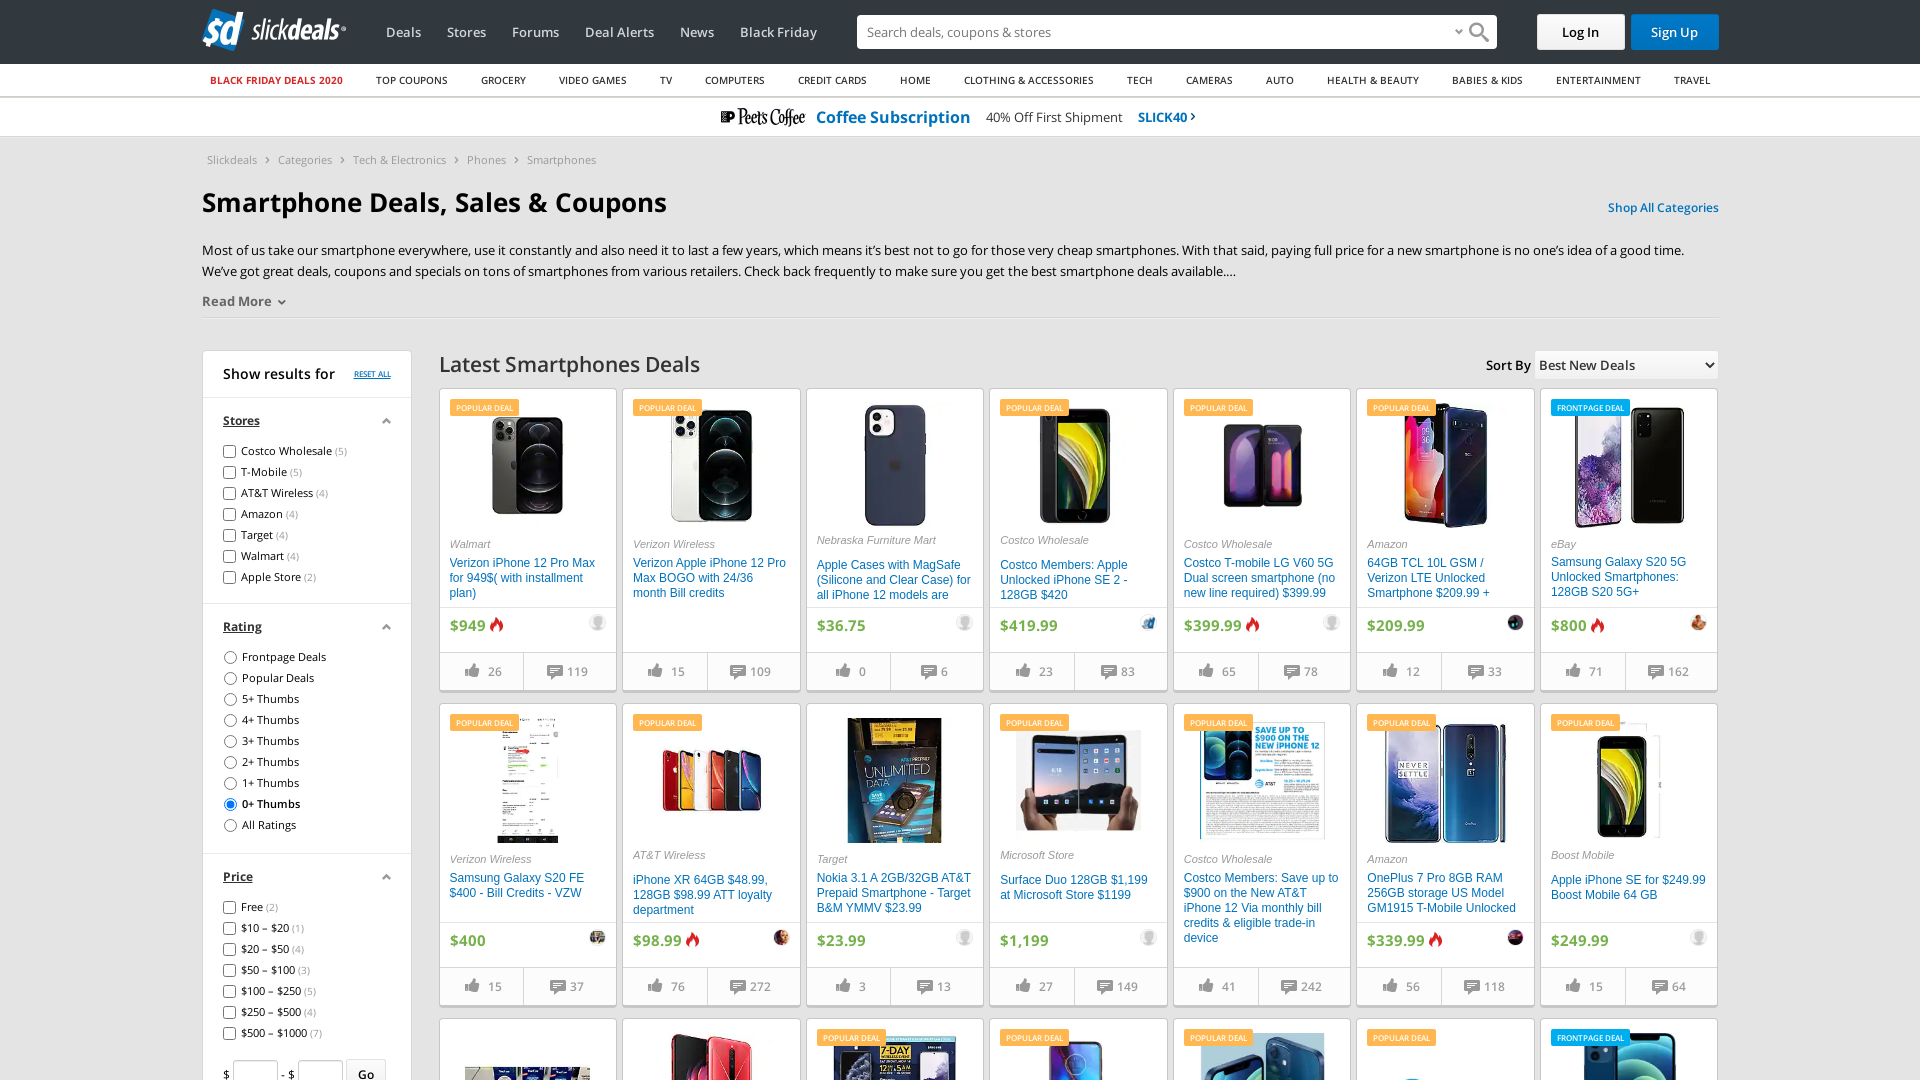 slickdeals
Deals
Stores
Forums
Deal Alerts
News
Black Friday
Search deals, coupons & stores
Log In
Sign Up
BLACK FRIDAY DEALS 2020
TOP COUPONS
GROCERY
VIDEO GAMES
TV
COMPUTERS
CREDIT CARDS
HOME
CLOTHING & ACCESSORIES
TECH
CAMERAS
AUTO
HEALTH & BEAUTY
BABIES & KIDS
ENTERTAINMENT
TRAVEL
Peet's Coffee Coffee Subscription 40% Off First Shipment SLICK40
Slickdeals > Categories > Tech & Electronics > Phones > Smartphones
Smartphone Deals, Sales & Coupons
Shop All Categories
Most of us take our smartphone everywhere, use it constantly and also need it to last a few years, which means it’s best not to go for those very cheap smartphones. With that said, paying full price for a new smartphone is no one’s idea of a good time.
We’ve got great deals, coupons and specials on tons of smartphones from various retailers. Check back frequently to make sure you get the best smartphone deals available....
Read More
Show results for
RESET ALL
Stores
Costco Wholesale (5)
T-Mobile (5)
AT&T Wireless (4)
Amazon (4)
Target (4)
Walmart (4)
Apple Store (2)
Rating
Frontpage Deals
Popular Deals
5+ Thumbs
4+ Thumbs
3+ Thumbs
2+ Thumbs
1+ Thumbs
0+ Thumbs
All Ratings
Price
Free (2)
$10 – $20 (1)
$20 – $50 (4)
$50 – $100 (3)
$100 – $250 (5)
$250 – $500 (4)
$500 – $1000 (7)
$ - $ Go
Latest Smartphones Deals
Sort By Best New Deals
POPULAR DEAL
Walmart
Verizon iPhone 12 Pro Max
for 949$( with installment
plan)
$949
26
119
POPULAR DEAL
Verizon Wireless
Verizon Apple iPhone 12 Pro
Max BOGO with 24/36
month Bill credits
15
109
Nebraska Furniture Mart
Apple Cases with MagSafe
(Silicone and Clear Case) for
all iPhone 12 models are
$36.75
0
6
POPULAR DEAL
Costco Wholesale
Costco Members: Apple
Unlocked iPhone SE 2 -
128GB $420
$419.99
23
83
POPULAR DEAL
Costco Wholesale
Costco T-mobile LG V60 5G
Dual screen smartphone (no
new line required) $399.99
$399.99
65
78
POPULAR DEAL
Amazon
64GB TCL 10L GSM /
Verizon LTE Unlocked
Smartphone $209.99 +
$209.99
12
33
FRONTPAGE DEAL
eBay
Samsung Galaxy S20 5G
Unlocked Smartphones:
128GB S20 5G+
$800
71
162
POPULAR DEAL
Verizon Wireless
Samsung Galaxy S20 FE
$400 - Bill Credits - VZW
$400
15
37
POPULAR DEAL
AT&T Wireless
iPhone XR 64GB $48.99,
128GB $98.99 ATT loyalty
department
$98.99
76
272
UNLIMITED
DATA
Target
Nokia 3.1 A 2GB/32GB AT&T
Prepaid Smartphone - Target
B&M YMMV $23.99
$23.99
3
13
POPULAR DEAL
Microsoft Store
Surface Duo 128GB $1,199
at Microsoft Store $1199
$1,199
27
149
POPULAR DEAL
SAVE UP TO
$900 ON THE
NEW iPHONE 12
AT&T
Costco Wholesale
Costco Members: Save up to
$900 on the New AT&T
iPhone 12 Via monthly bill
credits & eligible trade-in
device
41
242
POPULAR DEAL
NEVER
SETTLE
Amazon
OnePlus 7 Pro 8GB RAM
256GB storage US Model
GM1915 T-Mobile Unlocked
$339.99
56
118
POPULAR DEAL
Boost Mobile
Apple iPhone SE for $249.99
Boost Mobile 64 GB
$249.99
15
64
POPULAR DEAL
7-DAY
POPULAR DEAL
POPULAR DEAL
POPULAR DEAL
FRONTPAGE DEAL